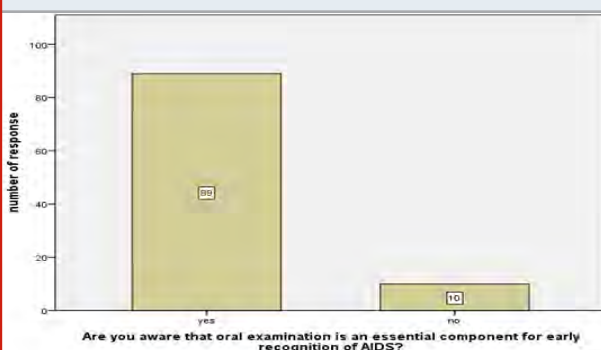 100
80
60
40
20
0
number of response
89
10
yes
no
Are you aware that oral examination is an essential component for early
recognition of AIDS?